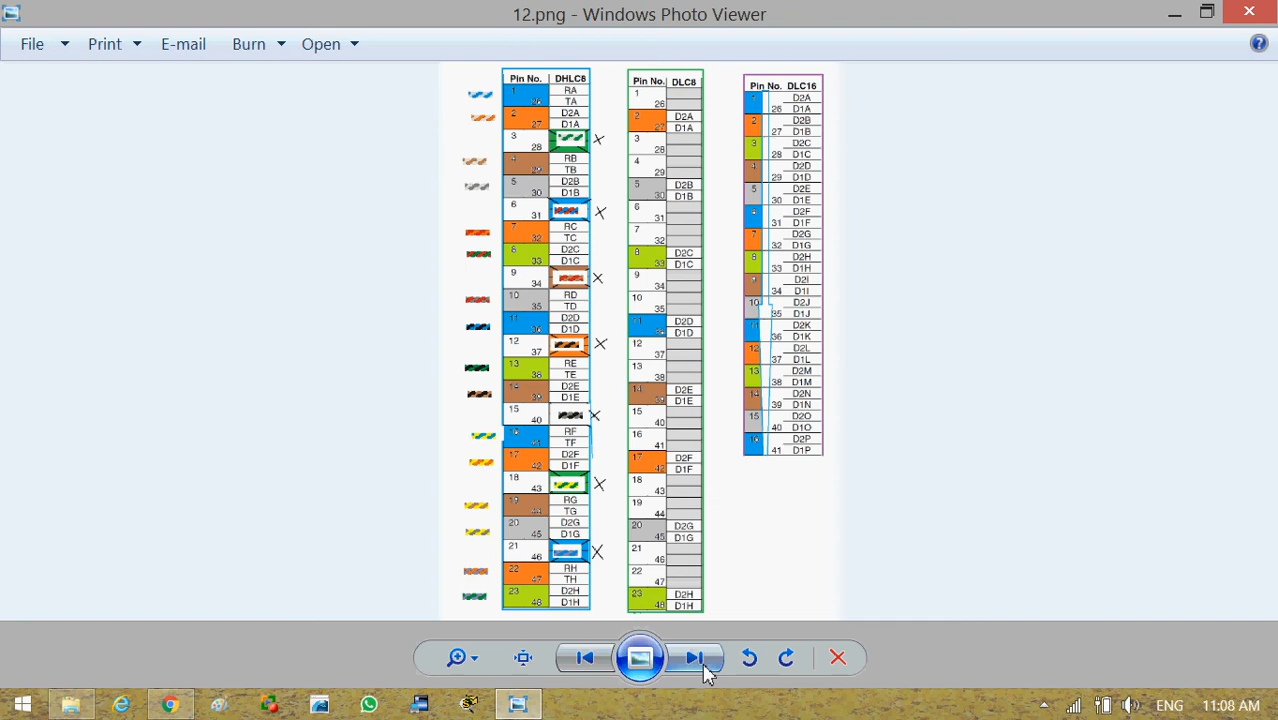 12.png - Windows Photo Viewer
File Print E-mail Burn Open
Pin No. DHLC8
1 RA
26 TA
2 D2A
27 D1A
3
28
4 RB
29 TB
5 D2B
30 D1B
6
31
7 RC
32 TC
8 D2C
33 D1C
9
34
10 RD
35 TD
11 D2D
36 D1D
12
37
13 RE
38 TE
14 D2E
39 D1E
15
40
16 RF
41 TF
17 D2F
42 D1F
18
43
19 RG
44 TG
20 D2G
45 D1G
21
46
22 RH
47 TH
23 D2H
48 D1H
Pin No. DLC8
1
26
2 D2A
27 D1A
3
28
4
29
5 D2B
30 D1B
6
31
7
32
8 D2C
33 D1C
9
34
10
35
11 D2D
D1D
12
37
13
38
14 D2E
39 D1E
15
40
16
41
17 D2F
42 D1F
18
43
19
44
20 D2G
45 D1G
21
46
22
47
23 D2H
48 D1H
Pin No. DLC16
1 D2A
26 D1A
2 D2B
27 D1B
3 D2C
28 D1C
4 D2D
29 D1D
5 D2E
30 D1E
6 D2F
31 D1F
7 D2G
32 D1G
8 D2H
33 D1H
9 D2I
34 D1I
10 D2J
35 D1J
11 D2K
36 D1K
12 D2L
37 D1L
13 D2M
38 D1M
14 D2N
39 D1N
15 D2O
40 D1O
16 D2P
41 D1P
ENG 11:08 AM